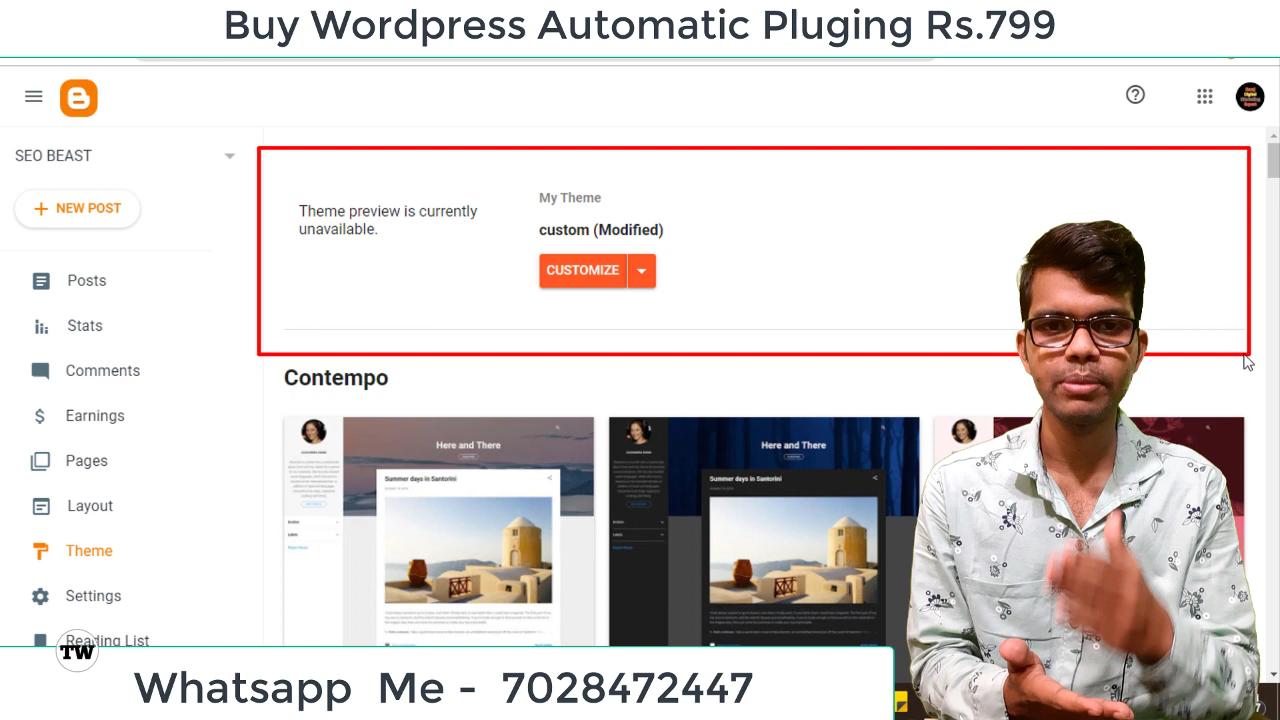 Buy Wordpress Automatic Pluging Rs.799
SEO BEAST
NEW POST
Posts
Stats
Comments
Earnings
Pages
Layout
Theme
Settings
Reading List
TW
Theme preview is currently
unavailable.
My Theme
custom (Modified)
CUSTOMIZE
Contempo
Here and There
Summer days in Santorini
Here and There
Summer days in Santorini
Whatsapp Me - 7028472447